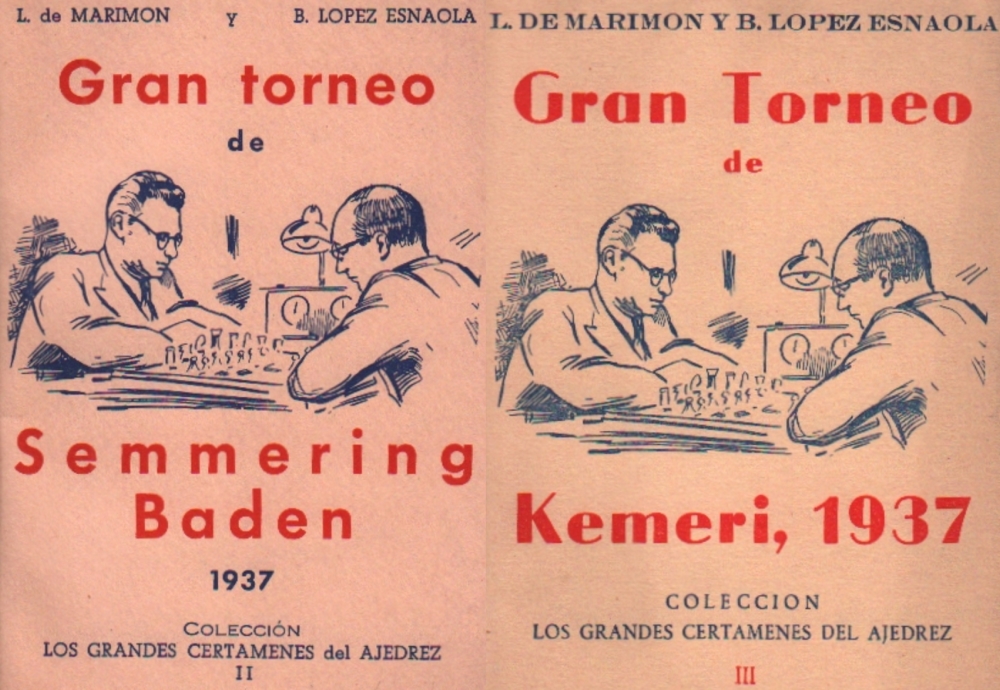 L. de MARIMON Y B. LOPEZ ESNAOLA
Gran torneo
de
Semmering
Baden
1937
COLECCIÓN
LOS GRANDES CERTAMENES del AJEDREZ
II
L. DE MARIMON Y B. LOPEZ ESNAOLA
Gran Torneo
de
Kemeri, 1937
COLECCION
LOS GRANDES CERTAMENES DEL AJEDREZ
III